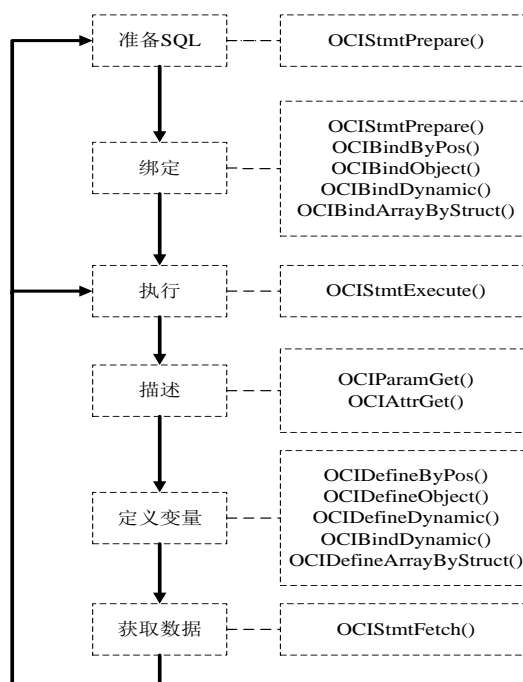 准备SQL
OCIStmtPrepare()
绑定
OCIStmtPrepare()
OCIBindByPos()
OCIBindObject()
OCIBindDynamic()
OCIBindArrayByStruct()
执行
OCIStmtExecute()
描述
OCIParamGet()
OCIAttrGet()
定义变量
OCIDefineByPos()
OCIDefineObject()
OCIDefineDynamic()
OCIBindDynamic()
OCIDefineArrayByStruct()
获取数据
OCIStmtFetch()